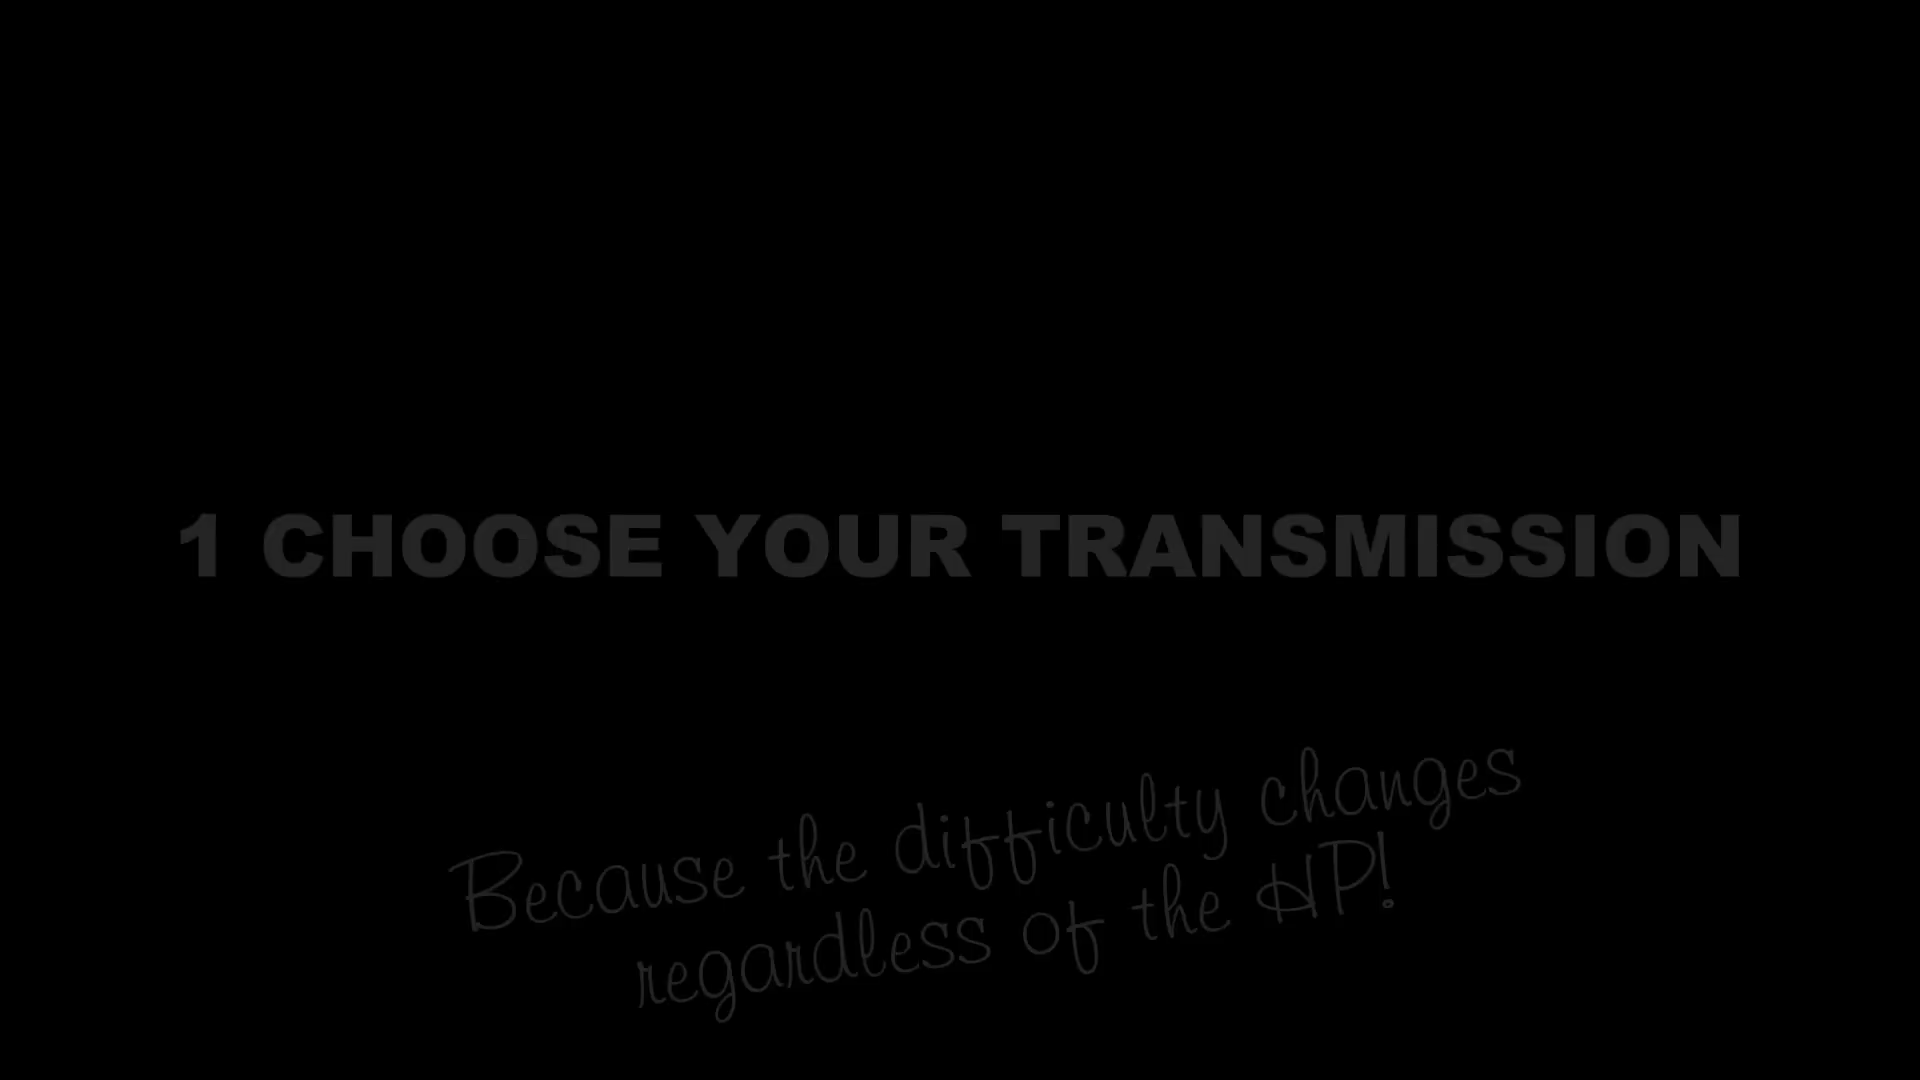 1 CHOOSE YOUR TRANSMISSION
Because the difficulty changes
regardless of the HP!